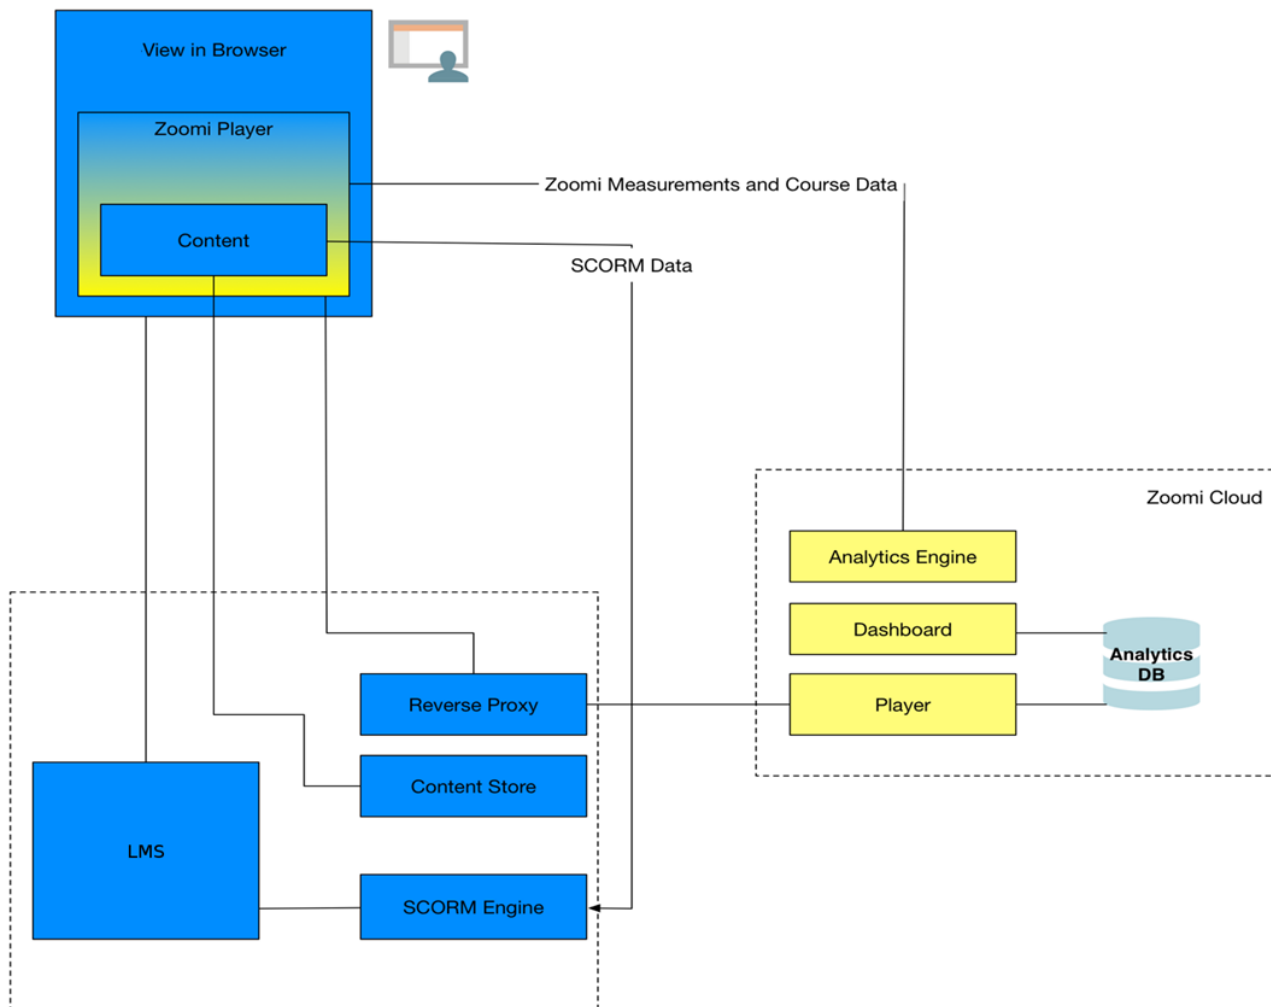 View in Browser
Zoomi Player
Content
Zoomi Measurements and Course Data
SCORM Data
Zoomi Cloud
Analytics Engine
Dashboard
Player
Analytics
DB
Reverse Proxy
Content Store
LMS
SCORM Engine